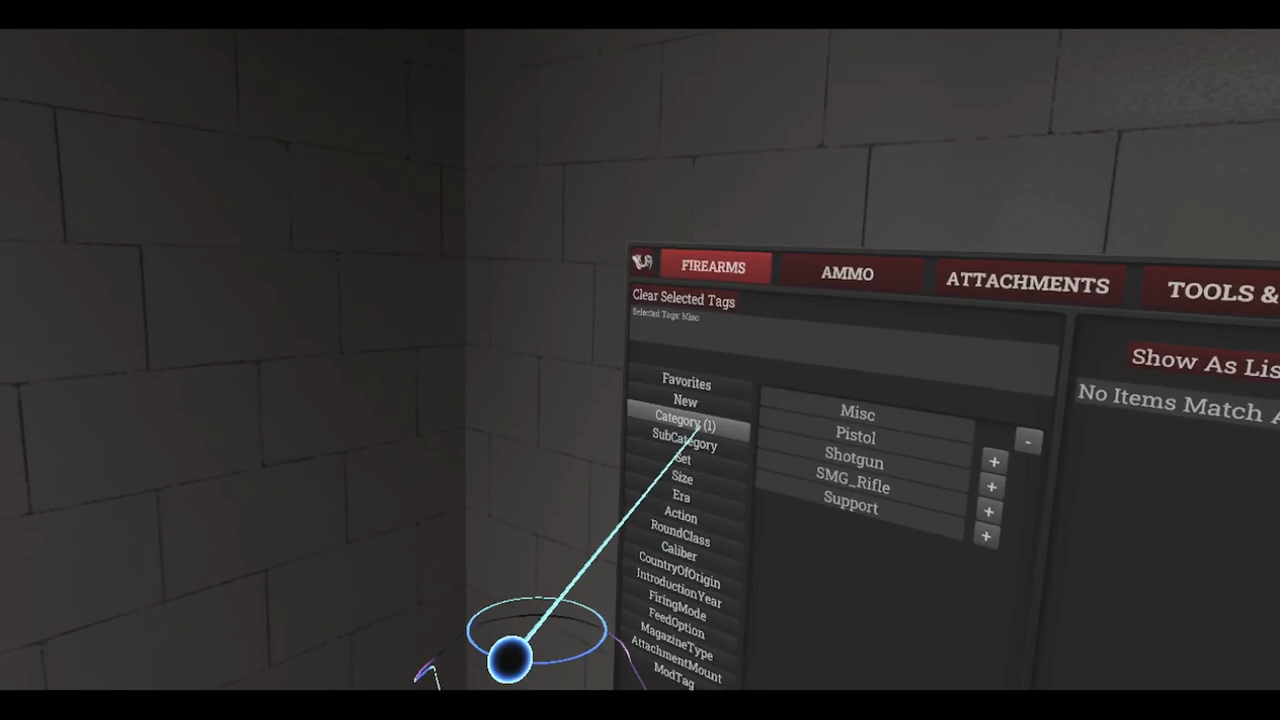 FIREARMS
AMMO
ATTACHMENTS
TOOLS &
Clear Selected Tags
Selected Tags: Misc
Show As Lis
No Items Match A
Favorites
New
Category (1)
SubCategory
Set
Size
Era
Action
RoundClass
Caliber
CountryOfOrigin
IntroductionYear
FiringMode
FeedOption
MagazineType
AttachmentMount
ModTag
Misc
-
Pistol
+
Shotgun
+
SMG_Rifle
+
Support
+